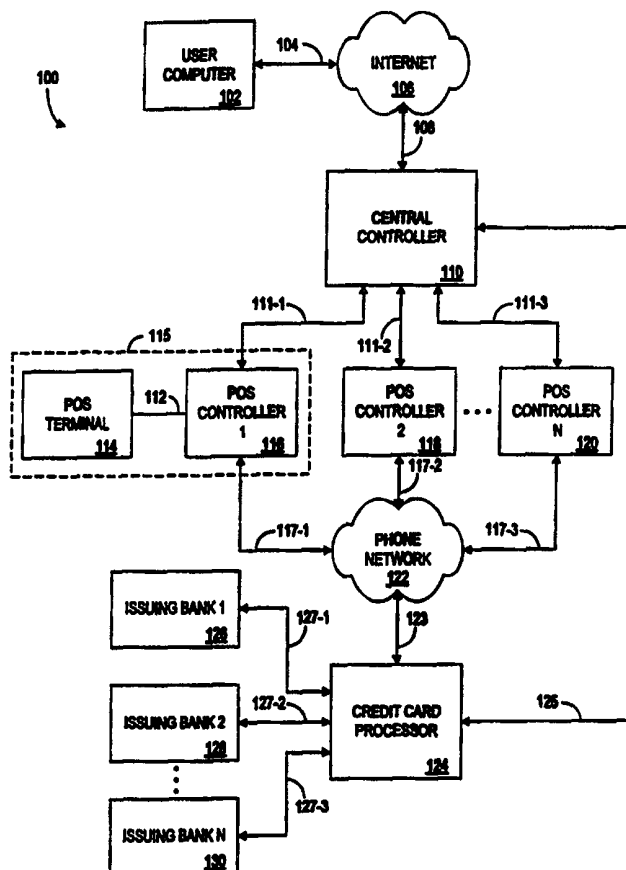 100
USER
COMPUTER
102
104
INTERNET
106
108
CENTRAL
CONTROLLER
110
111-1
111-2
111-3
115
POS
TERMINAL
114
112
POS
CONTROLLER
1
116
POS
CONTROLLER
2
118
POS
CONTROLLER N
120
117-1
117-2
117-3
PHONE
NETWORK
122
123
ISSUING BANK 1
126
127-1
ISSUING BANK 2
128
127-2
ISSUING BANK N
130
127-3
CREDIT CARD
PROCESSOR
124
125